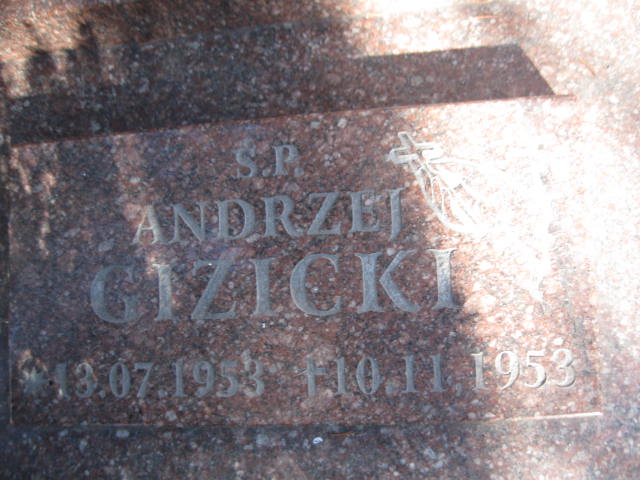 Ś.P.
ANDRZEJ
GIZICKI
*13.07.1953 †10.11.1953